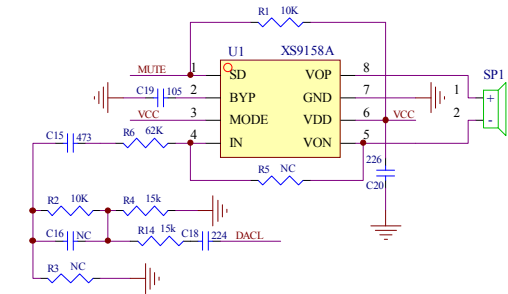 R1 10K
U1 XS9158A
MUTE 1 SD VOP 8
SP1
C19 105 2 BYP GND 7 1 +
VCC 3 MODE VDD 6 VCC 2 -
C15 473 R6 62K 4 IN VON 5
R5 NC
226
C20
R2 10K R4 15k
C16 NC R14 15k C18 224 DACL
R3 NC